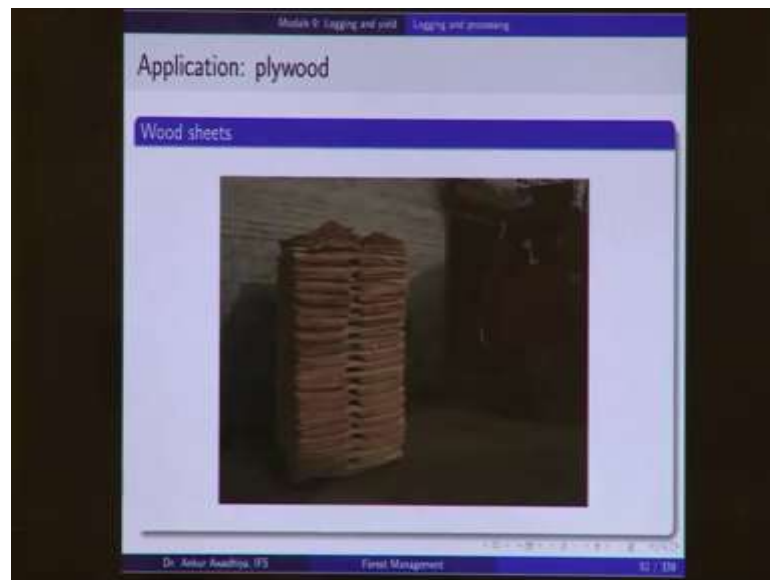 Module 9: Logging and yield Logging and processing
Application: plywood
Wood sheets
Dr. Ankur Awadhiya, IFS Forest Management